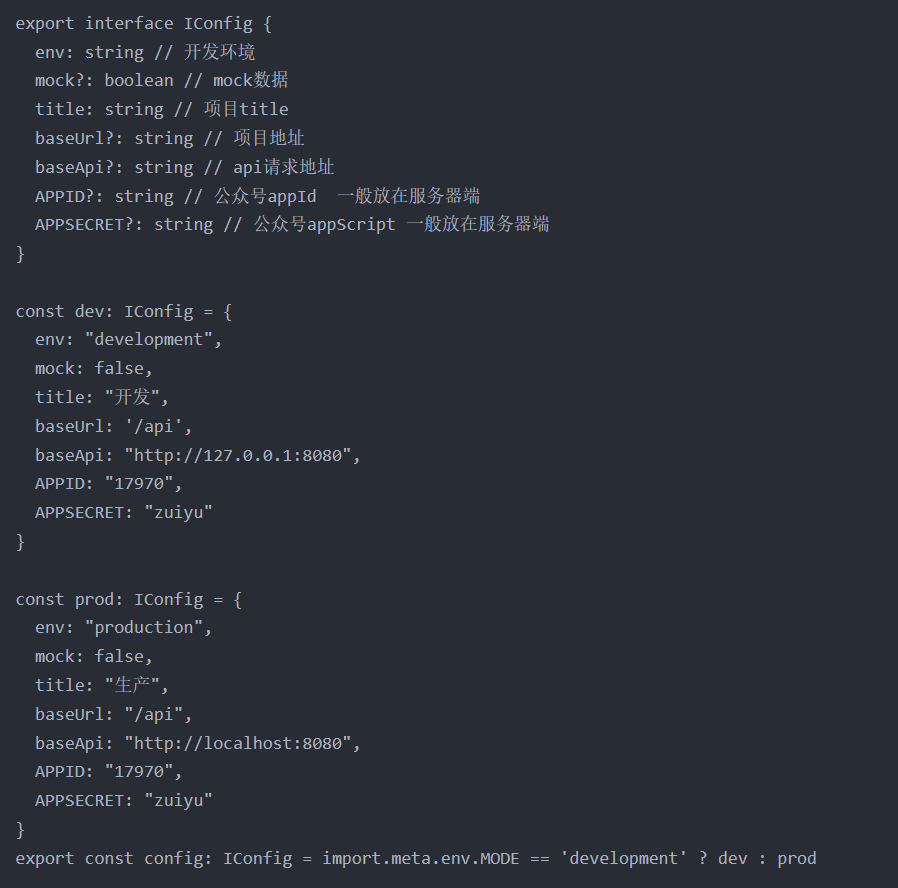 export interface IConfig {
  env: string // 开发环境
  mock?: boolean // mock数据
  title: string // 项目title
  baseUrl?: string // 项目地址
  baseApi?: string // api请求地址
  APPID?: string // 公众号appId  一般放在服务器端
  APPSECRET?: string // 公众号appScript 一般放在服务器端
}

const dev: IConfig = {
  env: "development",
  mock: false,
  title: "开发",
  baseUrl: '/api',
  baseApi: "http://127.0.0.1:8080",
  APPID: "17970",
  APPSECRET: "zuiyu"
}

const prod: IConfig = {
  env: "production",
  mock: false,
  title: "生产",
  baseUrl: "/api",
  baseApi: "http://localhost:8080",
  APPID: "17970",
  APPSECRET: "zuiyu"
}
export const config: IConfig = import.meta.env.MODE == 'development' ? dev : prod